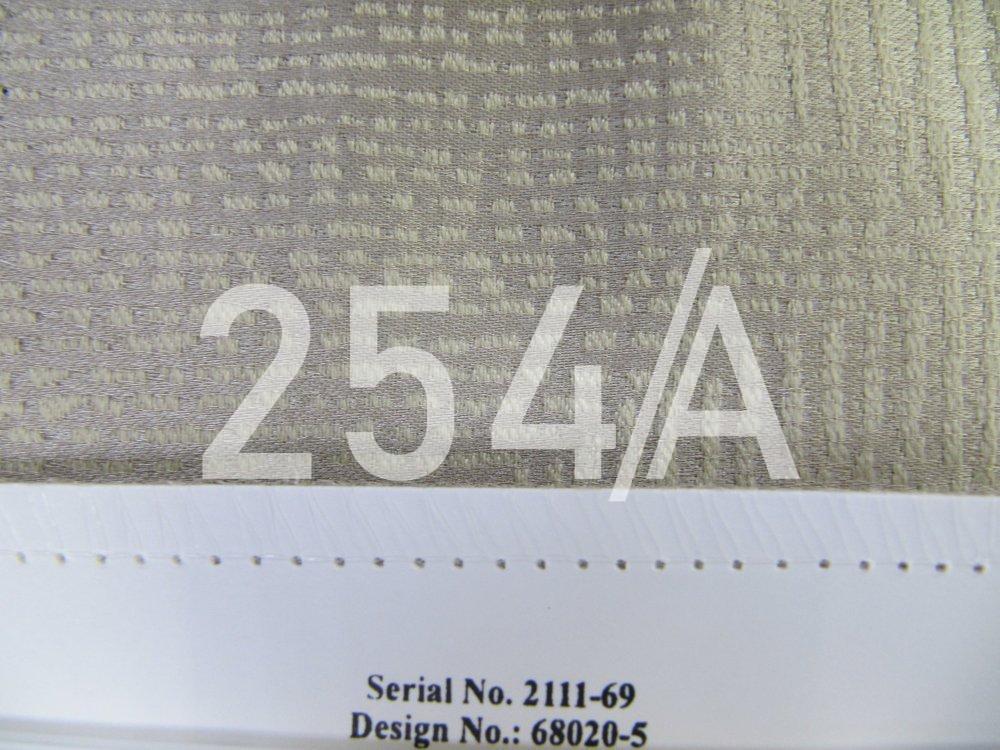 254/A
Serial No. 2111-69
Design No.: 68020-5